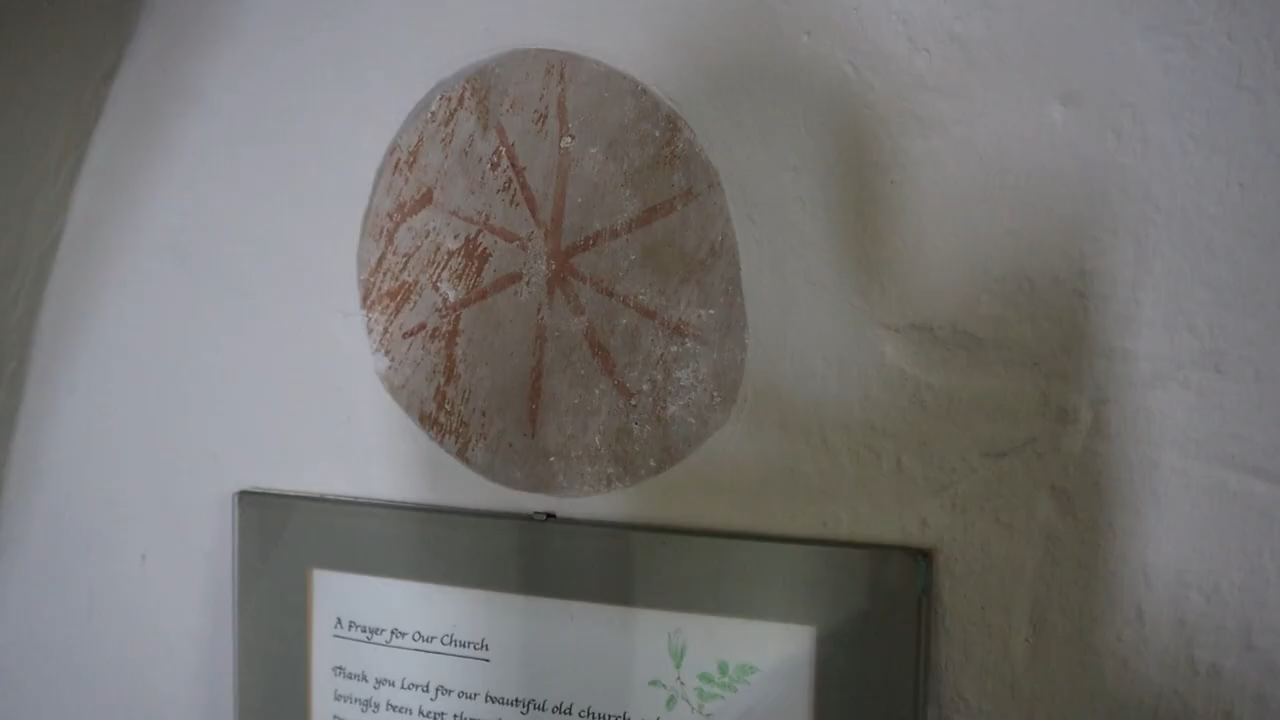 A Prayer for Our Church
Thank you Lord for our beautiful old church
lovingly been kept